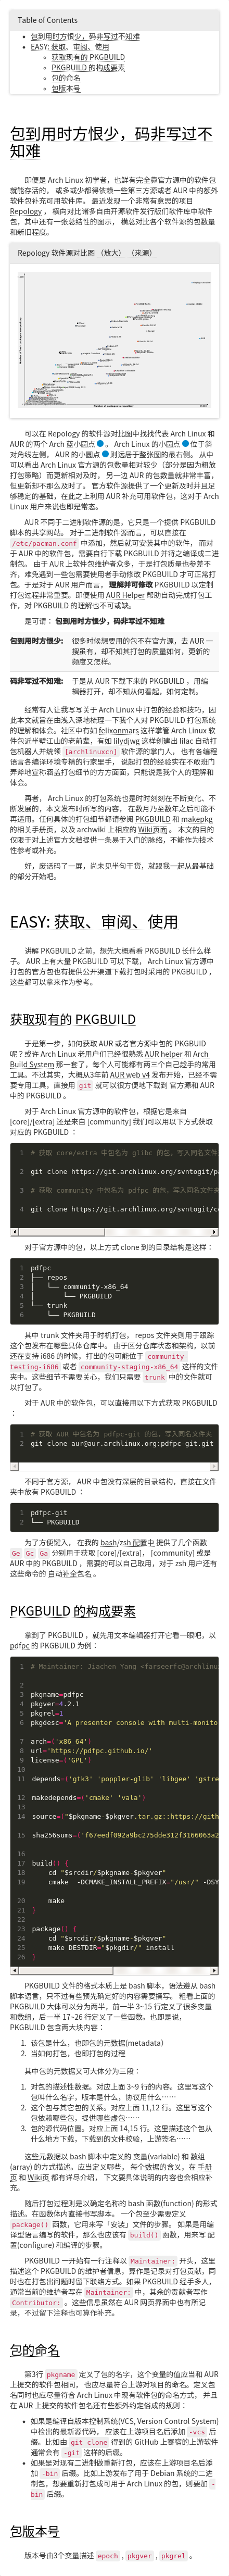 Table of Contents
• 包到用时方恨少，码非写过不知难
• EASY: 获取、审阅、使用
◦ 获取现有的 PKGBUILD
◦ PKGBUILD 的构成要素
◦ 包的命名
◦ 包版本号
包到用时方恨少，码非写过不
知难
即便是 Arch Linux 初学者，也鲜有完全靠官方源中的软件包
就能存活的， 或多或少都得依赖一些第三方源或者 AUR 中的额外
软件包补充可用软件库。 最近发现一个非常有意思的项目
Repology ， 横向对比诸多自由开源软件发行版们软件库中软件
包，其中还有一张总结性的图示， 横总对比各个软件源的包数量
和新旧程度。
Repology 软件源对比图 （放大） （来源）
可以在 Repology 的软件源对比图中找找代表 Arch Linux 和
AUR 的两个 Arch 蓝小圆点 。 Arch Linux 的小圆点 位于斜
对角线左侧， AUR 的小圆点 则远居于整张图的最右侧。 从中
可以看出 Arch Linux 官方源的包数量相对较少（部分是因为粗放
打包策略）而更新相对及时， 另一边 AUR 的包数量就非常丰富，
但更新却不那么及时了。 官方软件源提供了一个更新及时并且足
够稳定的基础，在此之上利用 AUR 补充可用软件包，这对于 Arch
Linux 用户来说也即是常态。
AUR 不同于二进制软件源的是，它只是一个提供 PKGBUILD
脚本的共享网站。 对于二进制软件源而言，可以直接在
/etc/pacman.conf 中添加，然后就可安装其中的软件， 而对
于 AUR 中的软件包，需要自行下载 PKGBUILD 并将之编译成二进
制包。 由于 AUR 上软件包维护者众多，于是打包质量也参差不
齐，难免遇到一些包需要使用者手动修改 PKGBUILD 才可正常打
包。于是对于 AUR 用户而言， 理解并可修改 PKGBUILD 以定制
打包过程非常重要。即便使用 AUR Helper 帮助自动完成打包工
作，对 PKGBUILD 的理解也不可或缺。
是可谓： 包到用时方恨少，码非写过不知难
包到用时方恨少: 很多时候想要用的包不在官方源，去 AUR 一
搜虽有，却不知其打包的质量如何，更新的
频度又怎样。
码非写过不知难: 于是从 AUR 下载下来的 PKGBUILD ，用编
辑器打开，却不知从何看起，如何定制。
经常有人让我写写关于 Arch Linux 中打包的经验和技巧，因
此本文就旨在由浅入深地梳理一下我个人对 PKGBUILD 打包系统
的理解和体会。社区中有如 felixonmars 这样掌管 Arch Linux 软
件包近半壁江山的老前辈，有如 lilydjwg 这样创建出 lilac 自动打
包机器人并统领 [archlinuxcn] 软件源的掌门人， 也有各编程
语言各编译环境专精的行家里手， 说起打包的经验实在不敢班门
弄斧地宣称涵盖打包细节的方方面面，只能说是我个人的理解和
体会。
再者， Arch Linux 的打包系统也是时时刻刻在不断变化、不
断发展的，本文发布时所写的内容， 在数月乃至数年之后可能不
再适用。任何具体的打包细节都请参阅 PKGBUILD 和 makepkg
的相关手册页，以及 archwiki 上相应的 Wiki页面 。 本文的目的
仅限于对上述官方文档提供一条易于入门的脉络，不能作为技术
性参考或补充。
好，废话码了一屏，尚未见半句干货，就跟我一起从最基础
的部分开始吧。
EASY: 获取、审阅、使用
讲解 PKGBUILD 之前，想先大概看看 PKGBUILD 长什么样
子。 AUR 上有大量 PKGBUILD 可以下载， Arch Linux 官方源中
打包的官方包也有提供公开渠道下载打包时采用的 PKGBUILD ，
这些都可以拿来作为参考。
获取现有的 PKGBUILD
于是第一步，如何获取 AUR 或者官方源中包的 PKGBUID
呢？或许 Arch Linux 老用户们已经很熟悉 AUR helper 和 Arch
Build System 那一套了，每个人可能都有两三个自己趁手的常用
工具。不过其实，大概从3年前 AUR web v4 发布开始，已经不需
要专用工具，直接用 git 就可以很方便地下载到 官方源和 AUR
中的 PKGBUILD 。
对于 Arch Linux 官方源中的软件包，根据它是来自
[core]/[extra] 还是来自 [community] 我们可以用以下方式获取
对应的 PKGBUILD ：
1 # 获取 core/extra 中包名为 glibc 的包，写入同名文件
2 git clone https://git.archlinux.org/svntogit/pa
3 # 获取 community 中包名为 pdfpc 的包，写入同名文件夹
4 git clone https://git.archlinux.org/svntogit/co
对于官方源中的包，以上方式 clone 到的目录结构是这样：
1 pdfpc
2 ├── repos
3 │   └── community-x86_64
4 │       └── PKGBUILD
5 └── trunk
6     └── PKGBUILD
其中 trunk 文件夹用于时机打包， repos 文件夹则用于跟踪
这个包发布在哪些具体仓库中。 由于区分仓库状态和架构，以前
还在支持 i686 的时候，打出的包可能位于 community-
testing-i686 或者 community-staging-x86_64 这样的文件
夹中。这些细节不需要关心，我们只需要 trunk 中的文件就可
以打包了。
对于 AUR 中的软件包，可以直接用以下方式获取 PKGBUILD
：
1 # 获取 AUR 中包名为 pdfpc-git 的包，写入同名文件夹
2 git clone aur@aur.archlinux.org:pdfpc-git.git
不同于官方源， AUR 中包没有深层的目录结构，直接在文件
夹中放有 PKGBUILD ：
1 pdfpc-git
2 └── PKGBUILD
为了方便键入， 在我的 bash/zsh 配置中 提供了几个函数
Ge Gc Ga 分别用于获取 [core]/[extra]， [community] 或是
AUR 中的 PKGBUILD ，需要的可以自己取用，对于 zsh 用户还有
这些命令的 自动补全包名 。
PKGBUILD 的构成要素
拿到了 PKGBUILD ，就先用文本编辑器打开它看一眼吧，以
pdfpc 的 PKGBUILD 为例：
1 # Maintainer: Jiachen Yang <farseerfc@archlinux
2
3 pkgname=pdfpc
4 pkgver=4.2.1
5 pkgrel=1
6 pkgdesc='A presenter console with multi-monito
7 arch=('x86_64')
8 url='https://pdfpc.github.io/'
9 license=('GPL')
10
11 depends=('gtk3' 'poppler-glib' 'libgee' 'gstre
12 makedepends=('cmake' 'vala')
13
14 source=("$pkgname-$pkgver.tar.gz::https://gith
15 sha256sums=('f67eedf092a9bc275dde312f3166063a2
16
17 build() {
18     cd "$srcdir/$pkgname-$pkgver"
19     cmake  -DCMAKE_INSTALL_PREFIX="/usr/" -DSY
20     make
21 }
22
23 package() {
24     cd "$srcdir/$pkgname-$pkgver"
25     make DESTDIR="$pkgdir/" install
26 }
PKGBUILD 文件的格式本质上是 bash 脚本，语法遵从 bash
脚本语言，只不过有些预先确定好的内容需要撰写。 粗看上面的
PKGBUILD 大体可以分为两半，前一半 3~15 行定义了很多变量
和数组，后一半 17~26 行定义了一些函数。也即是说，
PKGBUILD 包含两大块内容：
1. 该包是什么，也即包的元数据(metadata)
2. 当如何打包，也即打包的过程
其中包的元数据又可大体分为三段：
1. 对包的描述性数据。对应上面 3~9 行的内容。这里写这个
包叫什么名字，版本是什么，协议用什么……
2. 这个包与其它包的关系。对应上面 11,12 行。这里写这个
包依赖哪些包，提供哪些虚包……
3. 包的源代码位置。对应上面 14,15 行。这里描述这个包从
什么地方下载，下载到的文件校验，上游签名……
这些元数据以 bash 脚本中定义的 变量(variable) 和 数组
(array) 的方式描述。应当定义哪些， 每个数据的含义，在 手册
页 和 Wiki页 都有详尽介绍， 下文要具体说明的内容也会相应补
充。
随后打包过程则是以确定名称的 bash 函数(function) 的形式
描述。在函数体内直接书写脚本。 一个包至少需要定义
package() 函数，它用来写「安装」文件的步骤。 如果是用编
译型语言编写的软件，那么也应该有 build() 函数，用来写 配
置(configure) 和编译的步骤。
PKGBUILD 一开始有一行注释以 Maintainer: 开头，这里
描述这个 PKGBUILD 的维护者信息，算作是记录对打包贡献，同
时也在打包出问题时留下联络方式。如果 PKGBUILD 经手多人，
通常当前的维护者写在 Maintainer: 中，其余的贡献者写作
Contributor: 。这些信息虽然在 AUR 网页界面中也有所记
录，不过留下注释也可算作补充。
包的命名
第3行 pkgname 定义了包的名字，这个变量的值应当和 AUR
上提交的软件包相同， 也应尽量符合上游对项目的命名。定义包
名同时也应尽量符合 Arch Linux 中现有软件包的命名方式， 并且
在 AUR 上提交的软件包名还有些额外约定俗成的规则：
• 如果是编译自版本控制系统(VCS, Version Control System)
中检出的最新源代码， 应该在上游项目名后添加 -vcs 后
缀。比如由 git clone 得到的 GitHub 上寄宿的上游软件
通常会有 -git 这样的后缀。
• 如果是对现有二进制做重新打包，应该在上游项目名后添
加 -bin 后缀。比如上游发布了用于 Debian 系统的二进
制包，想要重新打包成可用于 Arch Linux 的包，则要加 -
bin 后缀。
包版本号
版本号由3个变量描述 epoch , pkgver , pkgrel 。